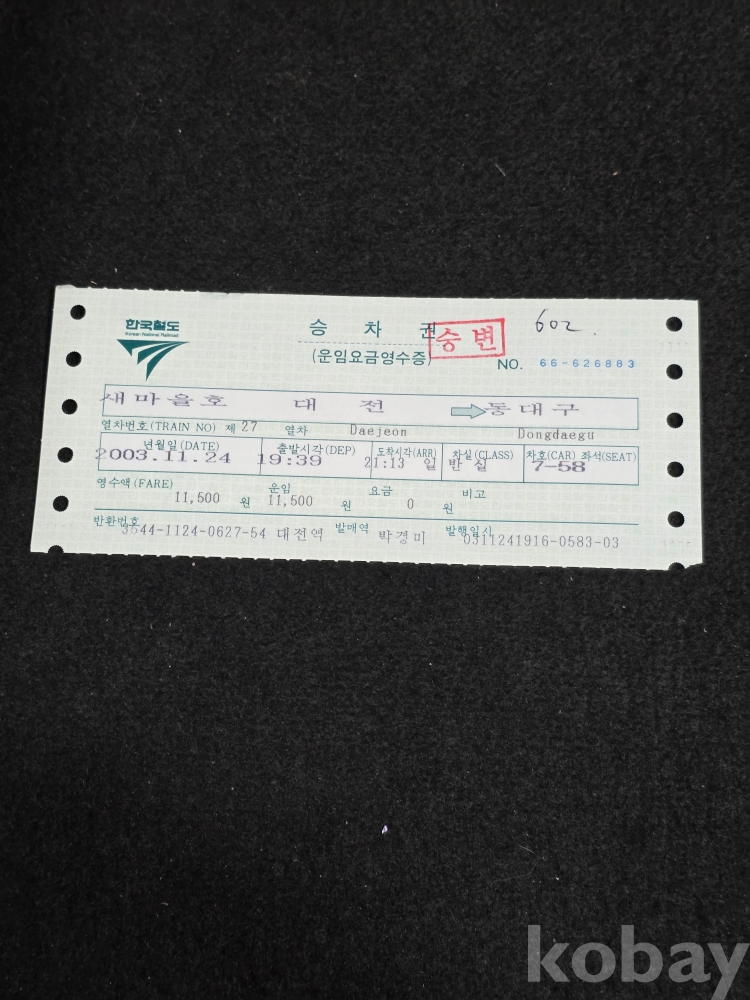 한국철도
Korean National Railroad
승 차 권
승변
602.
(운임요금영수증)
NO. 66-626883
새마을호 대 전 동대구
열차번호(TRAIN NO) 제 27 열차 Daejeon Dongdaegu
년월일(DATE) 출발시각(DEP) 도착시각(ARR) 차실(CLASS) 차호(CAR) 좌석(SEAT)
2003.11.24 19:39 21:13 일 반 실 7-58
영수액(FARE) 운임 요금 비고
11,500 원 11,500 원 0 원
반환번호 3544-1124-0627-54 대전역 발매역 박경미 발행일시 0311241916-0583-03
kobay